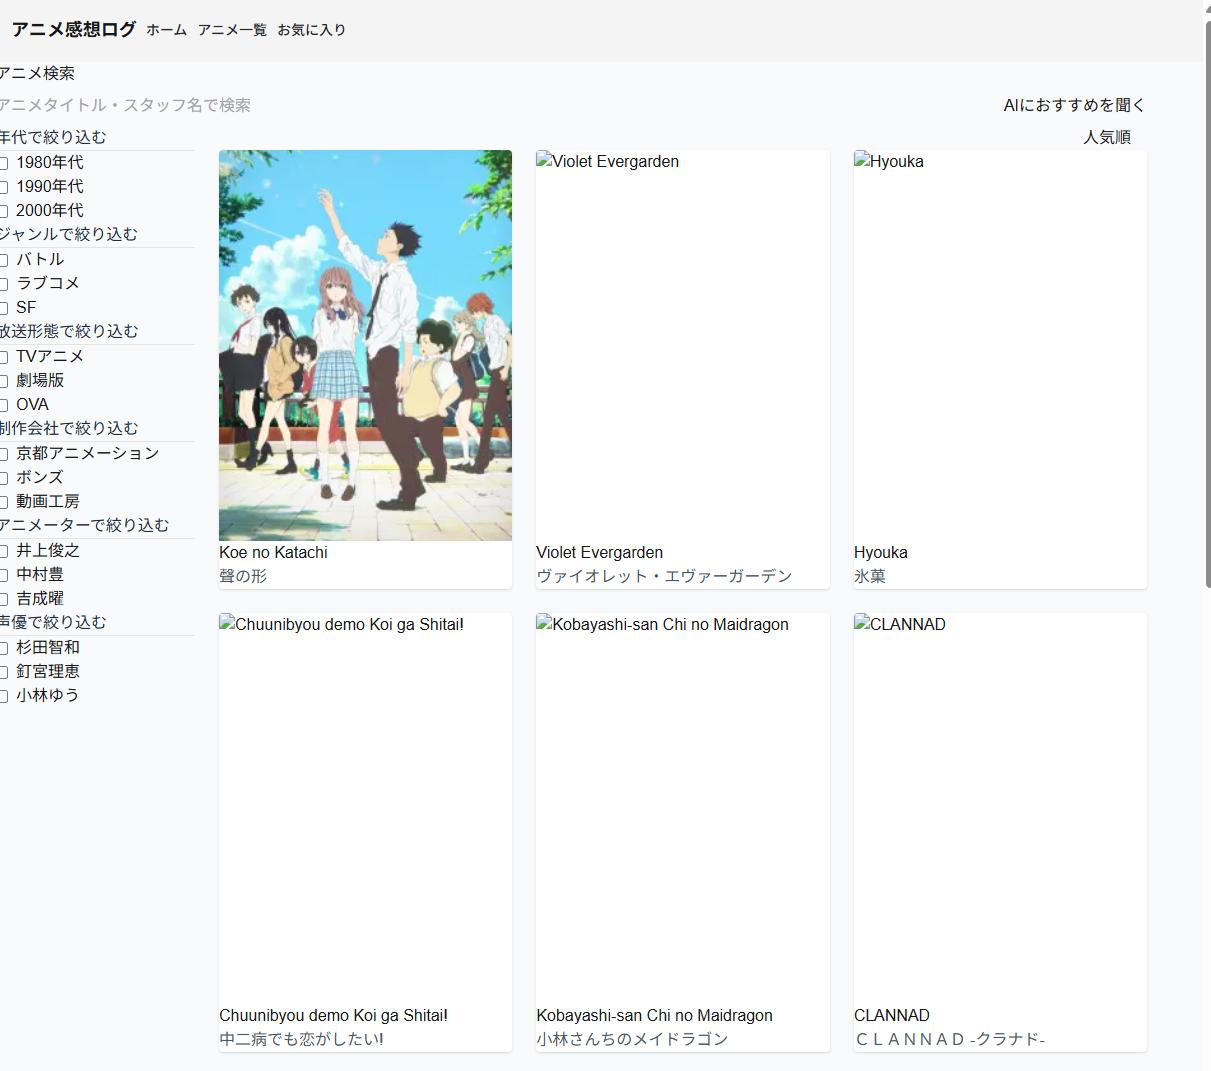 アニメ感想ログ ホーム アニメ一覧 お気に入り
アニメ検索
アニメタイトル・スタッフ名で検索
AIにおすすめを聞く
年代で絞り込む
人気順
1980年代
1990年代
2000年代
ジャンルで絞り込む
バトル
ラブコメ
SF
放送形態で絞り込む
TVアニメ
劇場版
OVA
制作会社で絞り込む
京都アニメーション
ボンズ
動画工房
アニメーターで絞り込む
井上俊之
中村豊
吉成曜
声優で絞り込む
杉田智和
釘宮理恵
小林ゆう
Koe no Katachi
聲の形
Violet Evergarden
Violet Evergarden
ヴァイオレット・エヴァーガーデン
Hyouka
Hyouka
氷菓
Chuunibyou demo Koi ga Shitai!
Chuunibyou demo Koi ga Shitai!
中二病でも恋がしたい!
Kobayashi-san Chi no Maidragon
Kobayashi-san Chi no Maidragon
小林さんちのメイドラゴン
CLANNAD
CLANNAD
ＣＬＡＮＮＡＤ -クラナド-